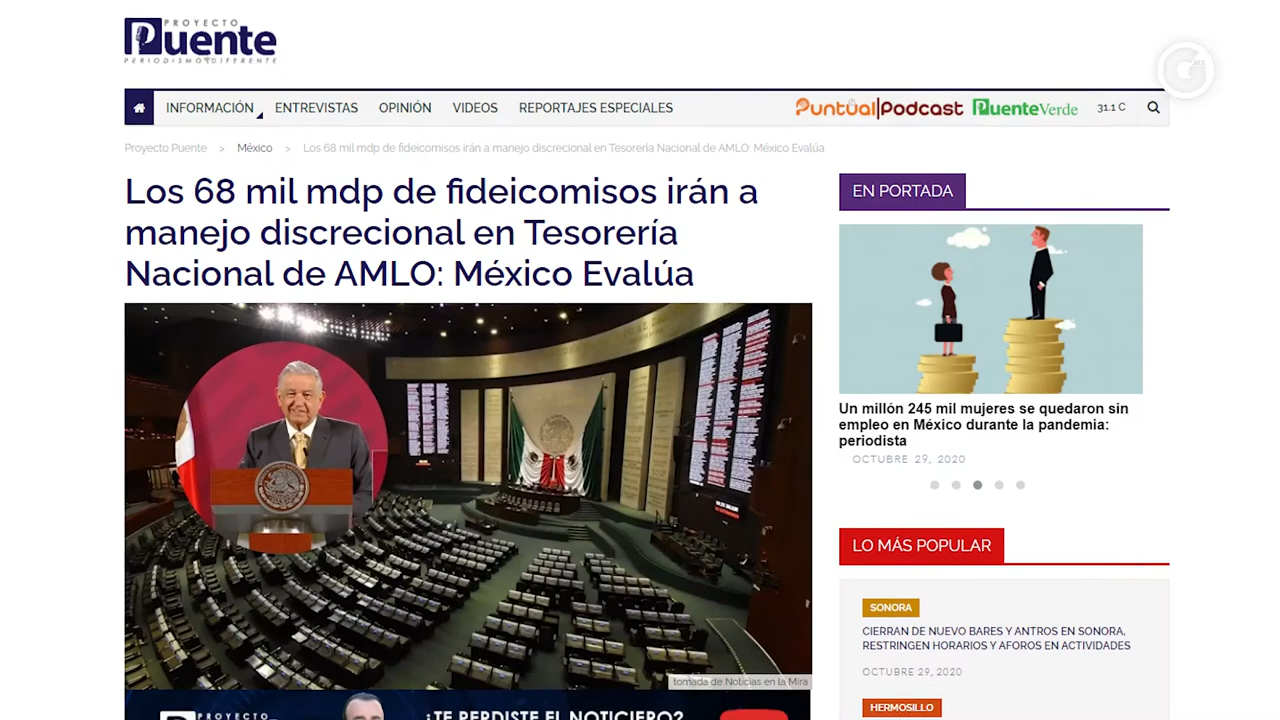 PROYECTO
Puente
PERIODISMO DIFERENTE
INFORMACIÓN ENTREVISTAS OPINIÓN VIDEOS REPORTAJES ESPECIALES Puntual|Podcast PuenteVerde 31.1 C
Proyecto Puente > México > Los 68 mil mdp de fideicomisos irán a manejo discrecional en Tesorería Nacional de AMLO: México Evalúa
Los 68 mil mdp de fideicomisos irán a
manejo discrecional en Tesorería
Nacional de AMLO: México Evalúa
tomada de Noticias en la Mira
PROYECTO
¿TE PERDISTE EL NOTICIERO?
EN PORTADA
Un millón 245 mil mujeres se quedaron sin
empleo en México durante la pandemia:
periodista
OCTUBRE 29, 2020
LO MÁS POPULAR
SONORA
CIERRAN DE NUEVO BARES Y ANTROS EN SONORA,
RESTRINGEN HORARIOS Y AFOROS EN ACTIVIDADES
OCTUBRE 29, 2020
HERMOSILLO